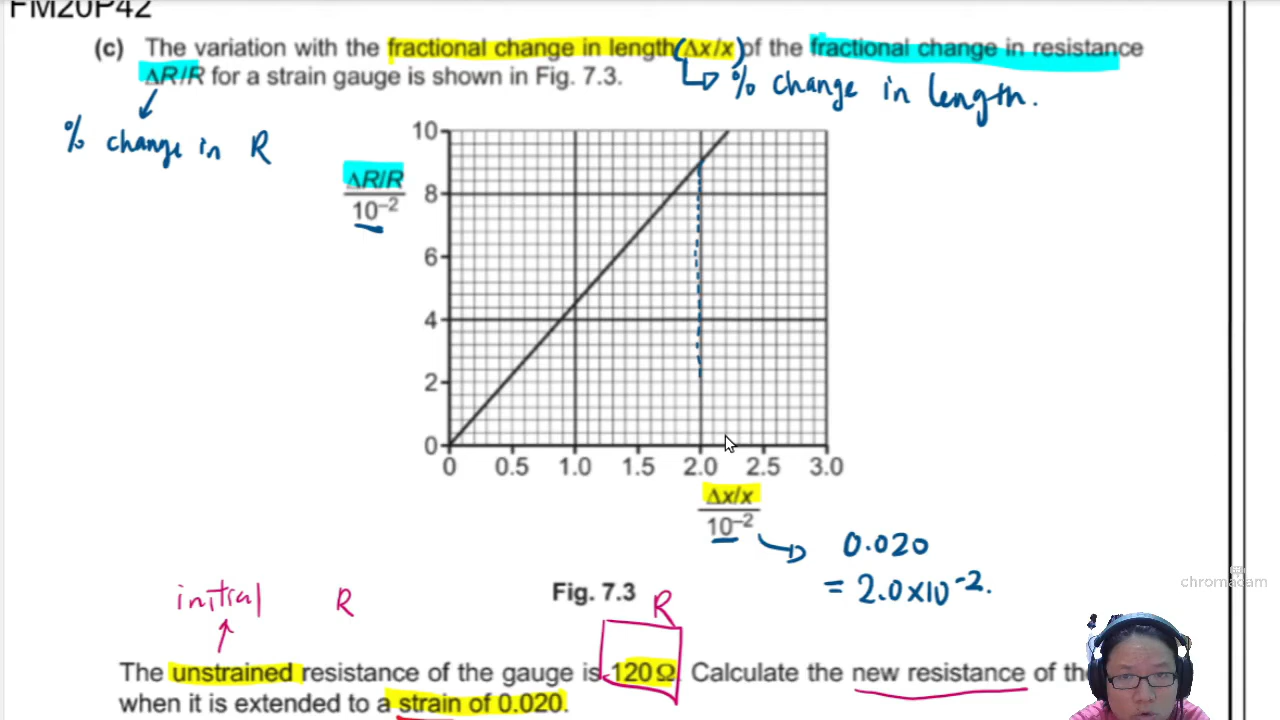 FM20P42
(c) The variation with the fractional change in length (Δx/x) of the fractional change in resistance
ΔR/R for a strain gauge is shown in Fig. 7.3.
% change in length.
% change in R
10
ΔR/R
10⁻²
8
6
4
2
0
0 0.5 1.0 1.5 2.0 2.5 3.0
Δx/x
10⁻²
0.020
= 2.0×10⁻².
chromadam
Fig. 7.3
initial R
R
The unstrained resistance of the gauge is 120 Ω. Calculate the new resistance of the
when it is extended to a strain of 0.020.